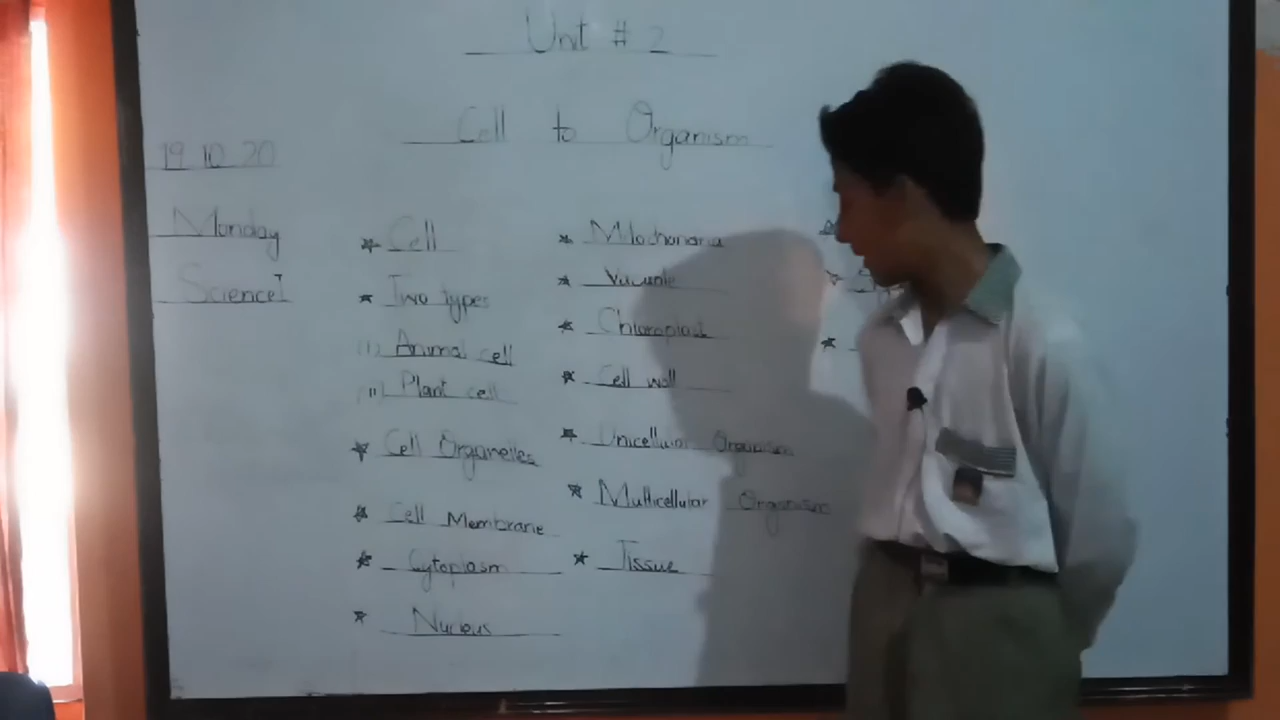 Unit # 2
Cell to Organism
19 10 20
Monday
Science
Cell
Two types
(i) Animal cell
(ii) Plant cell
Cell Organelles
Cell Membrane
Cytoplasm
Nucleus
Mitochondria
Vacuole
Chloroplast
Cell wall
Unicellular Organism
Multicellular Organism
Tissue